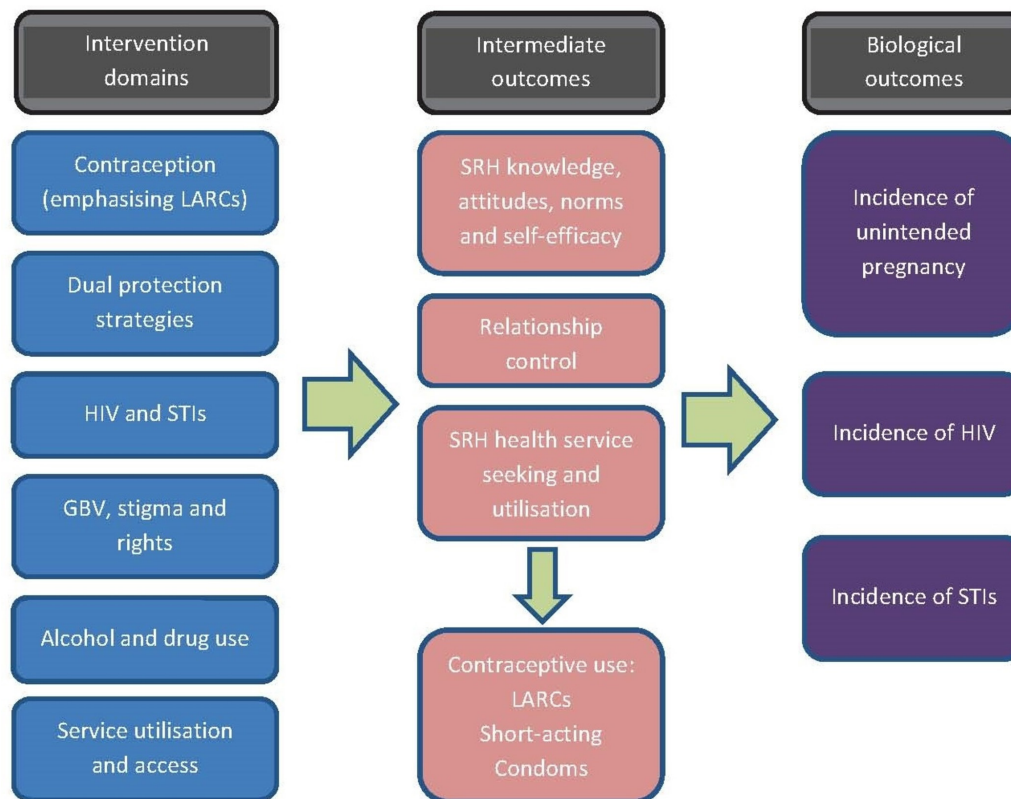 Intervention
domains
Contraception
(emphasising LARCs)
Dual protection
strategies
HIV and STIs
GBV, stigma and
rights
Alcohol and drug use
Service utilisation
and access
Intermediate
outcomes
SRH knowledge,
attitudes, norms
and self-efficacy
Relationship
control
SRH health service
seeking and
utilisation
Contraceptive use:
LARCs
Short-acting
Condoms
Biological
outcomes
Incidence of
unintended
pregnancy
Incidence of HIV
Incidence of STIs